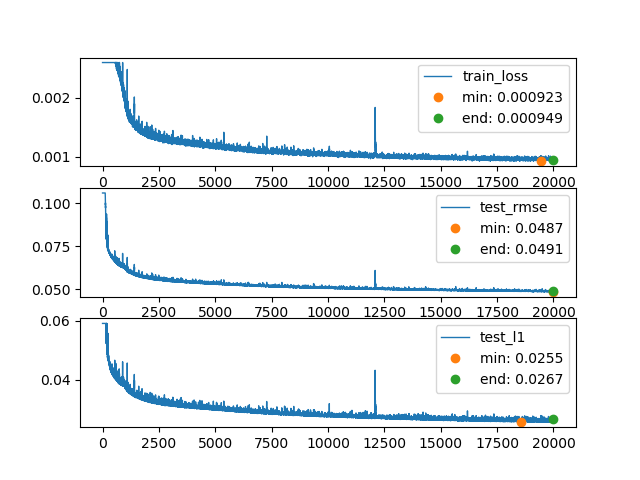 train_loss
min: 0.000923
end: 0.000949
0.002
0.001
0 2500 5000 7500 10000 12500 15000 17500 20000
test_rmse
min: 0.0487
end: 0.0491
0.100
0.075
0.050
0 2500 5000 7500 10000 12500 15000 17500 20000
test_l1
min: 0.0255
end: 0.0267
0.06
0.04
0 2500 5000 7500 10000 12500 15000 17500 20000